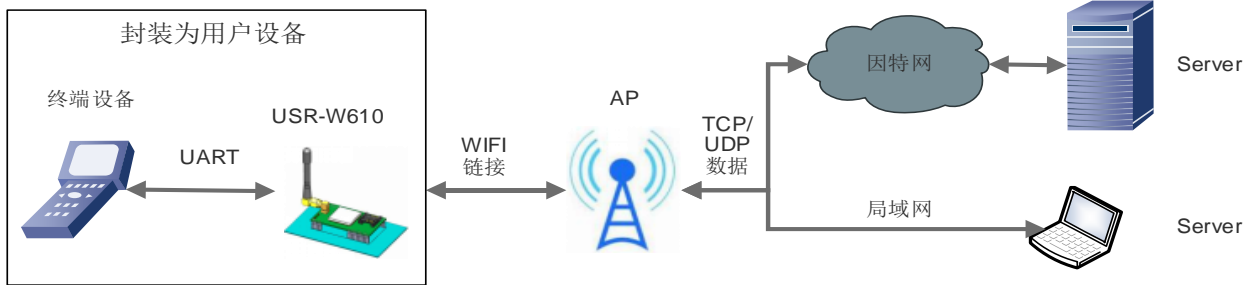 封装为用户设备
终端设备
USR-W610
UART
WIFI
链接
AP
TCP/
UDP
数据
因特网
Server
局域网
Server